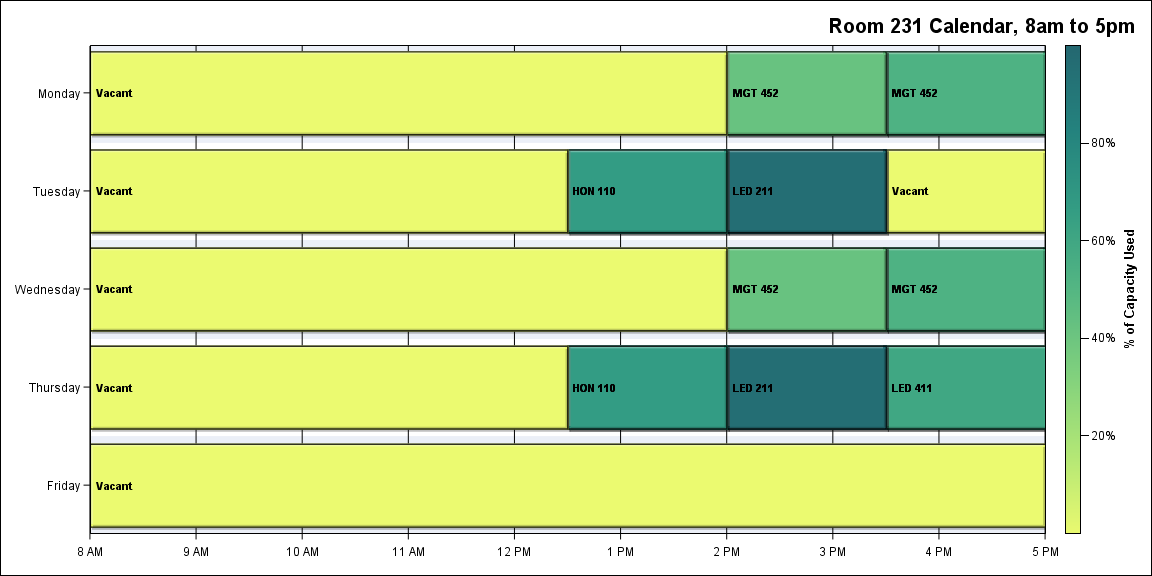 Room 231 Calendar, 8am to 5pm
Monday
Vacant
MGT 452
MGT 452
Tuesday
Vacant
HON 110
LED 211
Vacant
Wednesday
Vacant
MGT 452
MGT 452
Thursday
Vacant
HON 110
LED 211
LED 411
Friday
Vacant
8 AM
9 AM
10 AM
11 AM
12 PM
1 PM
2 PM
3 PM
4 PM
5 PM
80%
60%
40%
20%
% of Capacity Used